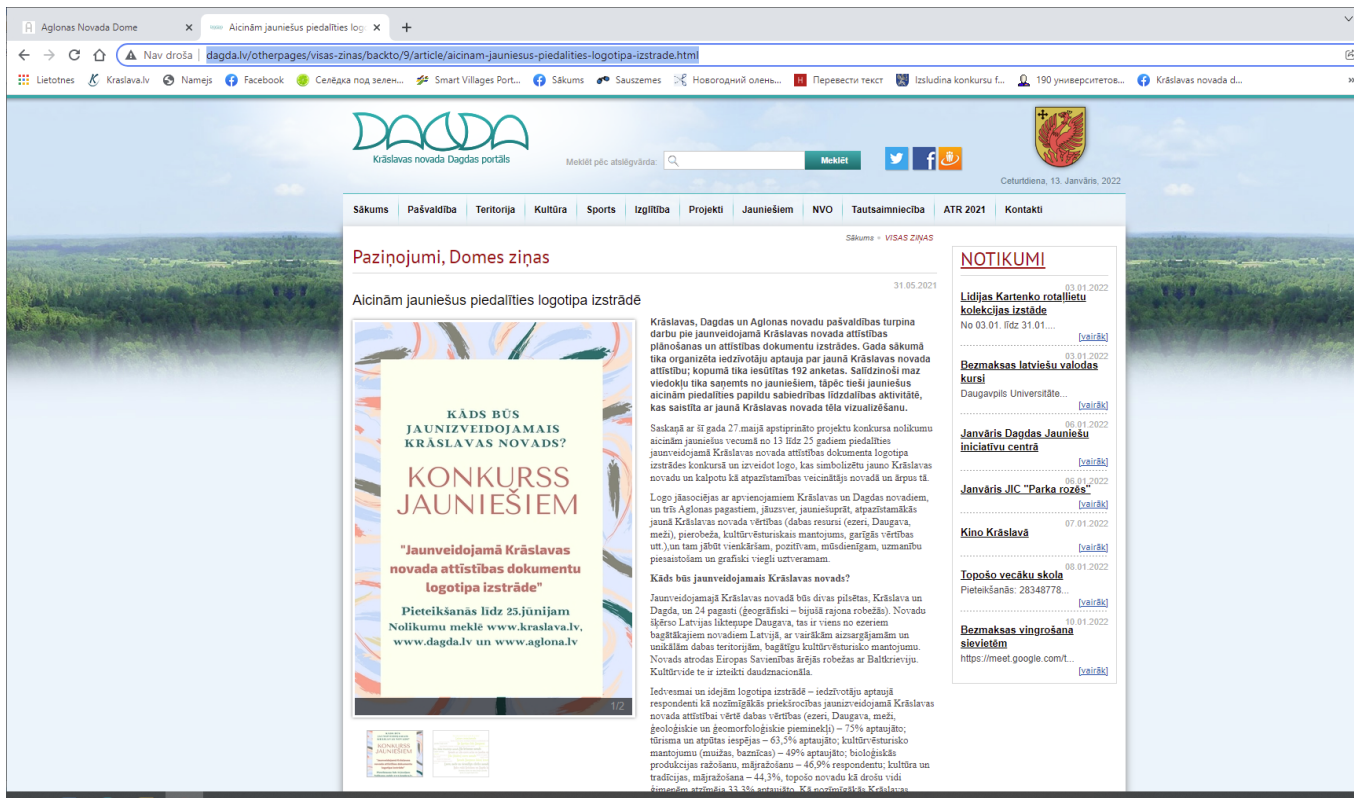 Aglonas Novada Dome
Aicinām jauniešus piedalīties log
Nav droša
dagda.lv/otherpages/visas-zinas/backto/9/article/aicinam-jauniesus-piedalities-logotipa-izstrade.html
Lietotnes Kraslava.lv Namejs Facebook Селёдка под зелен... Smart Villages Port... Sākums Sauszemes Новогодний олень... Перевести текст Izsludina konkursu f... 190 университетов... Krāslavas novada d...
DAGDA
Krāslavas novada Dagdas portāls
Meklēt pēc atslēgvārda:
Meklēt
Ceturtdiena, 13. Janvāris, 2022
Sākums Pašvaldība Teritorija Kultūra Sports Izglītība Projekti Jauniešiem NVO Tautsaimniecība ATR 2021 Kontakti
Sākums VISAS ZIŅAS
Paziņojumi, Domes ziņas
31.05.2021
Aicinām jauniešus piedalīties logotipa izstrādē
KĀDS BŪS
JAUNIZVEIDOJAMAIS
KRĀSLAVAS NOVADS?
KONKURSS
JAUNIEŠIEM
"Jaunveidojamā Krāslavas
novada attīstības dokumentu
logotipa izstrāde"
Pieteikšanās līdz 25.jūnijam
Nolikumu meklē www.kraslava.lv,
www.dagda.lv un www.aglona.lv
1/2
Krāslavas, Dagdas un Aglonas novadu pašvaldības turpina
darbu pie jaunveidojamā Krāslavas novada attīstības
plānošanas un attīstības dokumentu izstrādes. Gada sākumā
tika organizēta iedzīvotāju aptauja par jaunā Krāslavas novada
attīstību; kopumā tika iesūtītas 192 anketas. Salīdzinoši maz
viedokļu tika saņemts no jauniešiem, tāpēc tieši jauniešus
aicinām piedalīties papildu sabiedrības līdzdalības aktivitātē,
kas saistīta ar jaunā Krāslavas novada tēla vizualizēšanu.
Saskaņā ar šī gada 27.maijā apstiprināto projektu konkursa nolikumu
aicinām jauniešus vecumā no 13 līdz 25 gadiem piedalīties
jaunveidojamā Krāslavas novada attīstības dokumenta logotipa
izstrādes konkursā un izveidot logo, kas simbolizētu jauno Krāslavas
novadu un kalpotu kā atpazīstamības veicinātājs novadā un ārpus tā.
Logo jāasociējas ar apvienojamiem Krāslavas un Dagdas novadiem,
un trīs Aglonas pagastiem, jāuzsver, jauniešuprāt, atpazīstamākās
jaunā Krāslavas novada vērtības (dabas resursi (ezeri, Daugava,
meži), pierobeža, kultūrvēsturiskais mantojums, garīgās vērtības
utt.),un tam jābūt vienkāršam, pozitīvam, mūsdienīgam, uzmanību
piesaistošam un grafiski viegli uztveramam.
Kāds būs jaunveidojamais Krāslavas novads?
Jaunveidojamajā Krāslavas novadā būs divas pilsētas, Krāslava un
Dagda, un 24 pagasti (ģeogrāfiski – bijušā rajona robežās). Novadu
šķērso Latvijas likteņupe Daugava, tas ir viens no ezeriem
bagātākajiem novadiem Latvijā, ar vairākām aizsargājamām un
unikālām dabas teritorijām, bagātīgu kultūrvēsturisko mantojumu.
Novads atrodas Eiropas Savienības ārējās robežas ar Baltkrieviju.
Kultūrvide te ir izteikti daudznacionāla.
Iedvesmai un idejām logotipa izstrādē – iedzīvotāju aptaujā
respondenti kā nozīmīgākās priekšrocības jaunizveidojamā Krāslavas
novada attīstībai vērtē dabas vērtības (ezeri, Daugava, meži,
ģeoloģiskie un ģeomorfoloģiskie pieminekļi) – 75% aptaujāto;
tūrisma un atpūtas iespējas – 63,5% aptaujāto; kultūrvēsturisko
mantojumu (muižas, baznīcas) – 49% aptaujāto; bioloģiskās
produkcijas ražošanu, mājražošanu – 46,9% respondentu; kultūra un
tradīcijas, mājražošana – 44,3%, topošo novadu kā drošu vidi
ģimenēm atzīmēja 33,3% aptaujāto. Kā nozīmīgākās Krāslavas
NOTIKUMI
03.01.2022
Lidijas Kartenko rotaļlietu
kolekcijas izstāde
No 03.01. līdz 31.01....
[vairāk]
03.01.2022
Bezmaksas latviešu valodas
kursi
Daugavpils Universitāte...
[vairāk]
06.01.2022
Janvāris Dagdas Jauniešu
iniciatīvu centrā
[vairāk]
06.01.2022
Janvāris JIC "Parka rozēs"
[vairāk]
07.01.2022
Kino Krāslavā
[vairāk]
08.01.2022
Topošo vecāku skola
Pieteikšanās: 28348778...
[vairāk]
10.01.2022
Bezmaksas vingrošana
sievietēm
https://meet.google.com/t...
[vairāk]